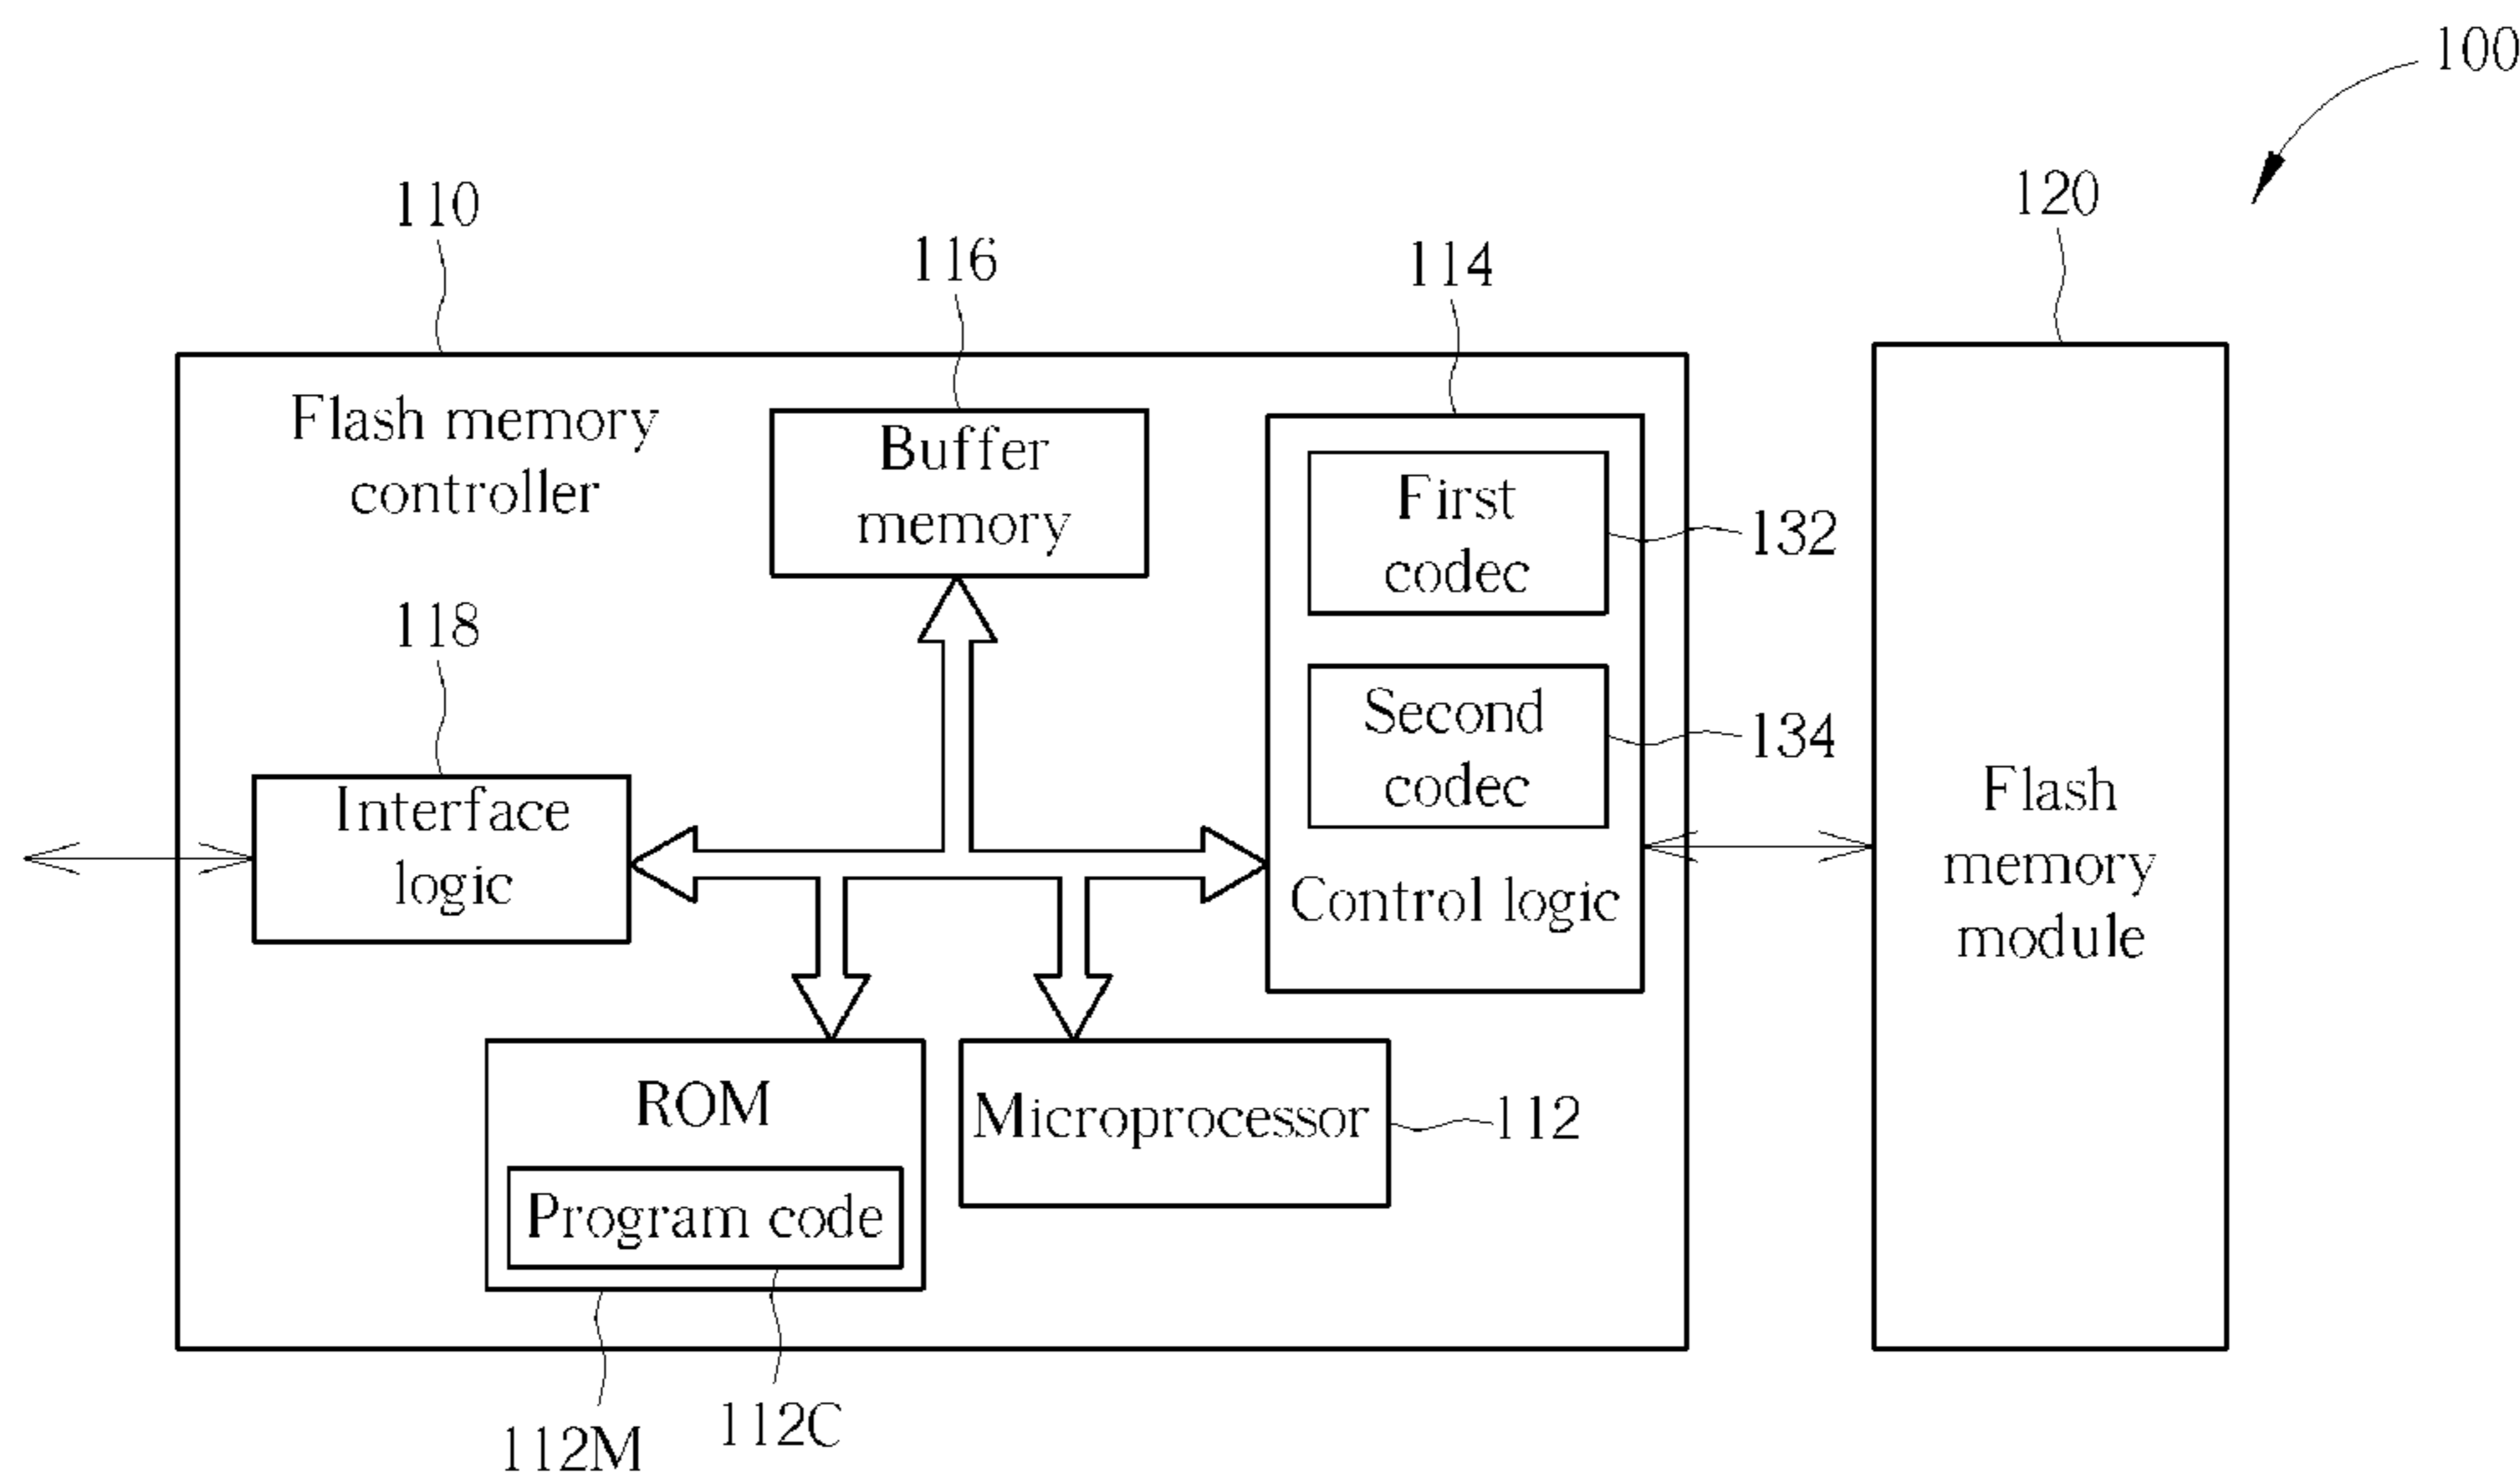 100
110
116
114
120
Flash memory
controller
Buffer
memory
First
codec
132
118
Second
codec
134
Interface
logic
Control logic
Flash
memory
module
ROM
Microprocessor
112
Program code
112M
112C